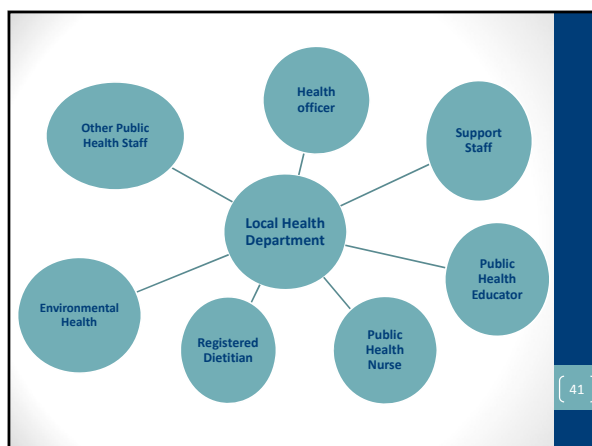 Health
officer
Other Public
Health Staff
Support
Staff
Local Health
Department
Public
Health
Educator
Environmental
Health
Registered
Dietitian
Public
Health
Nurse
41